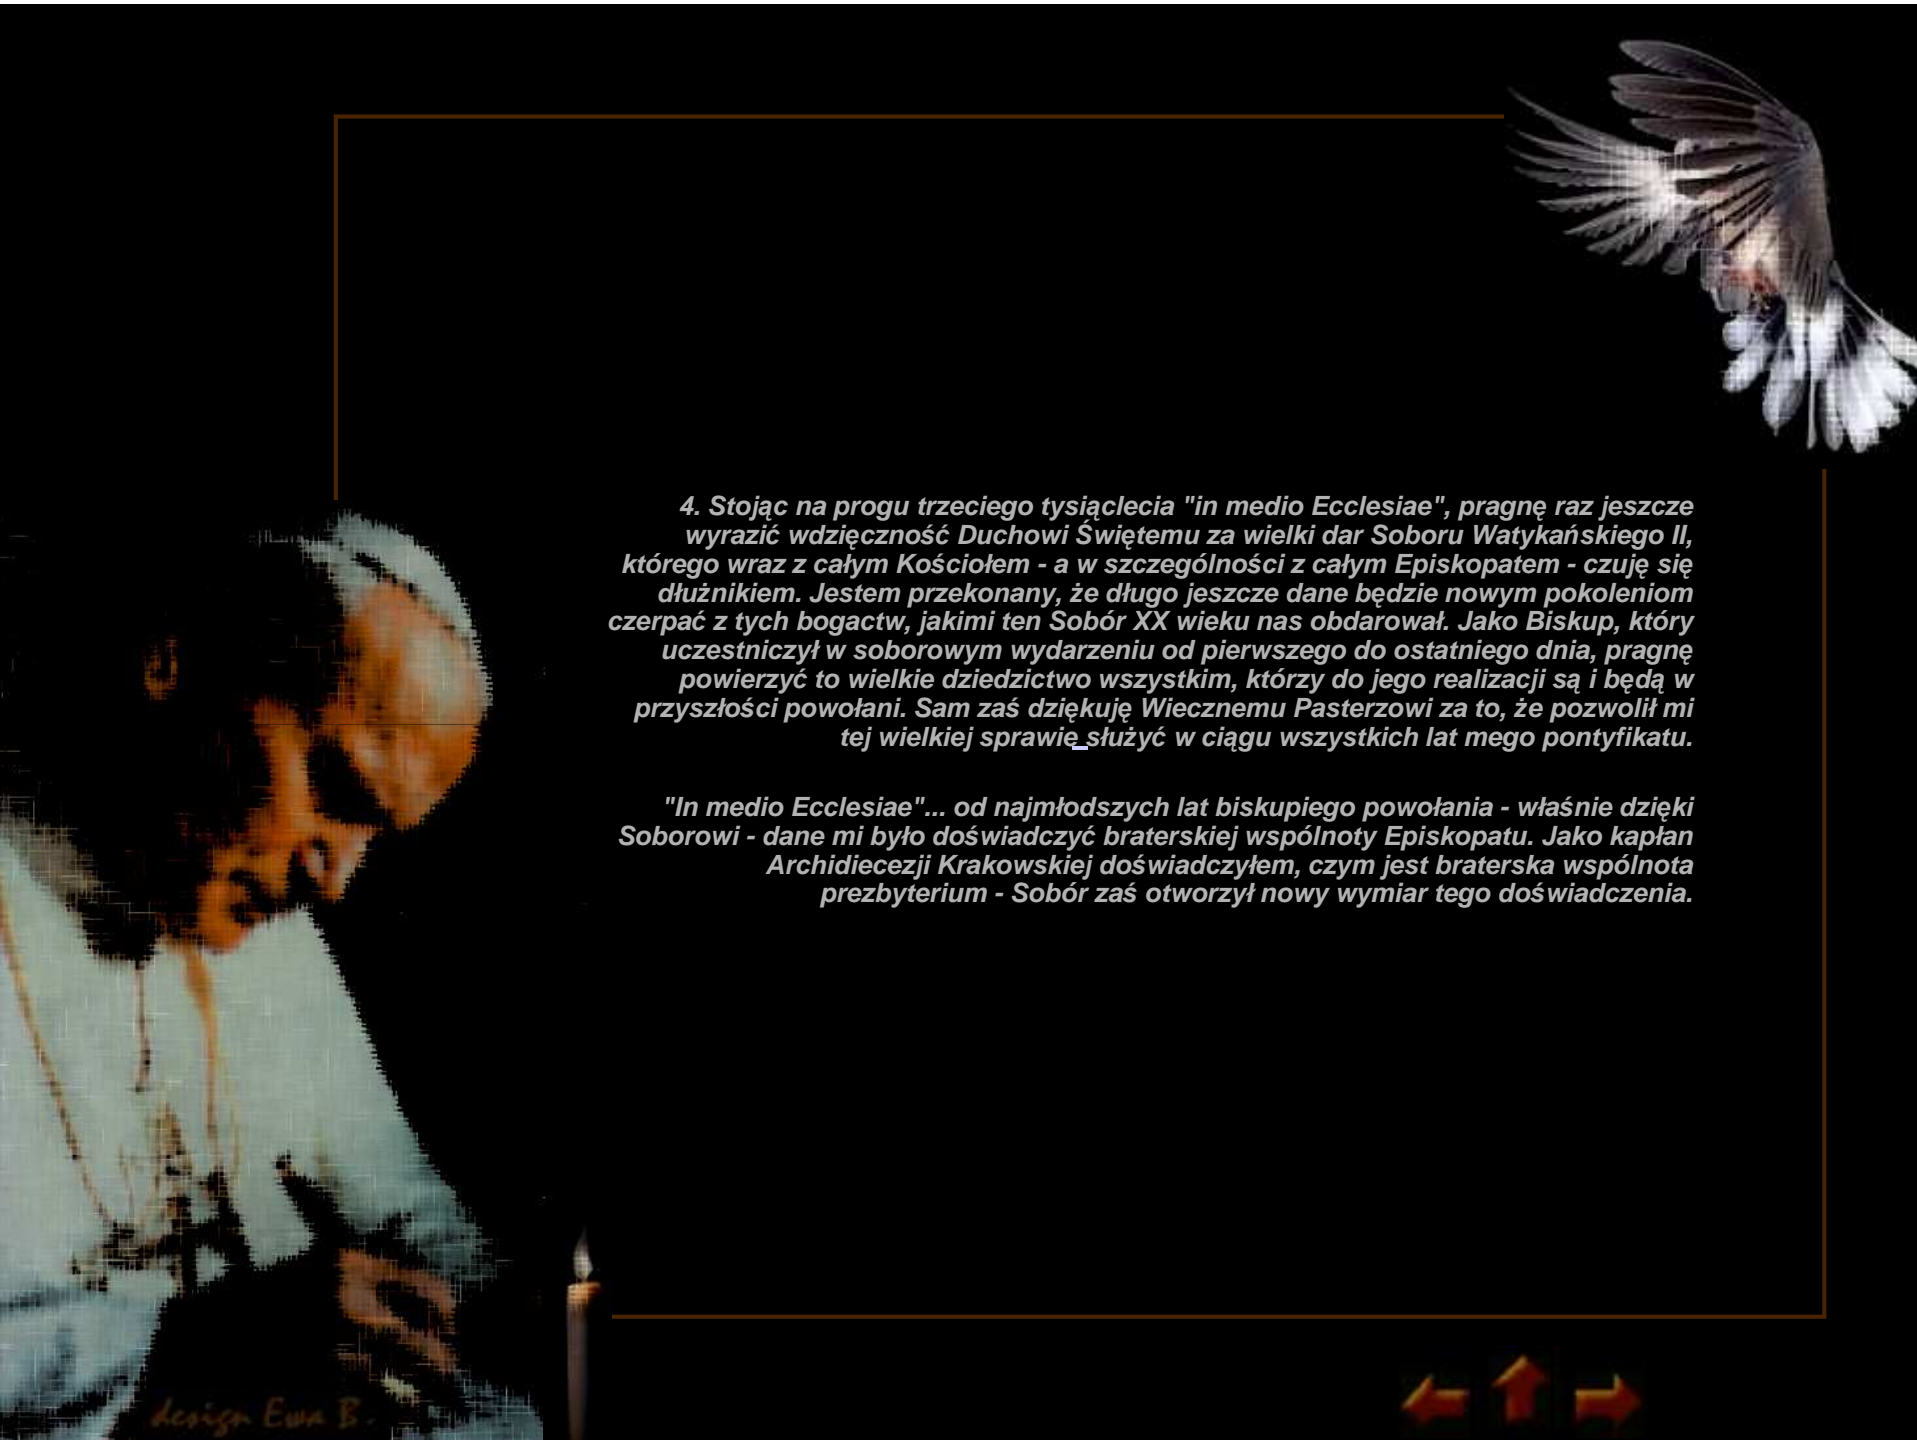 4. Stojąc na progu trzeciego tysiąclecia "in medio Ecclesiae", pragnę raz jeszcze
wyrazić wdzięczność Duchowi Świętemu za wielki dar Soboru Watykańskiego II,
którego wraz z całym Kościołem - a w szczególności z całym Episkopatem - czuję się
dłużnikiem. Jestem przekonany, że długo jeszcze dane będzie nowym pokoleniom
czerpać z tych bogactw, jakimi ten Sobór XX wieku nas obdarował. Jako Biskup, który
uczestniczył w soborowym wydarzeniu od pierwszego do ostatniego dnia, pragnę
powierzyć to wielkie dziedzictwo wszystkim, którzy do jego realizacji są i będą w
przyszłości powołani. Sam zaś dziękuję Wiecznemu Pasterzowi za to, że pozwolił mi
tej wielkiej sprawie służyć w ciągu wszystkich lat mego pontyfikatu.
"In medio Ecclesiae"... od najmłodszych lat biskupiego powołania - właśnie dzięki
Soborowi - dane mi było doświadczyć braterskiej wspólnoty Episkopatu. Jako kapłan
Archidiecezji Krakowskiej doświadczyłem, czym jest braterska wspólnota
prezbyterium - Sobór zaś otworzył nowy wymiar tego doświadczenia.
design Ewa B.